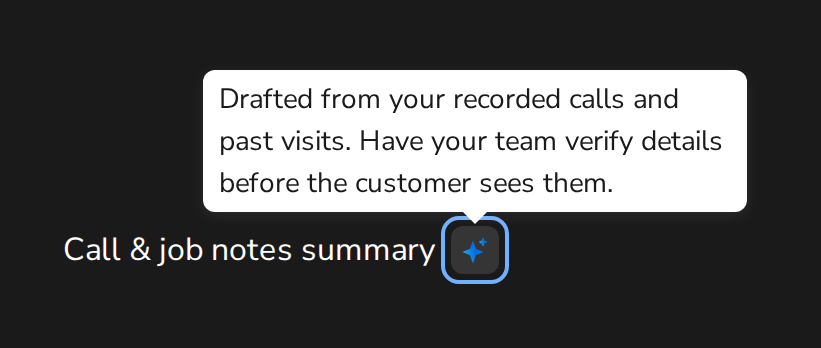 Drafted from your recorded calls and
past visits. Have your team verify details
before the customer sees them.
Call & job notes summary